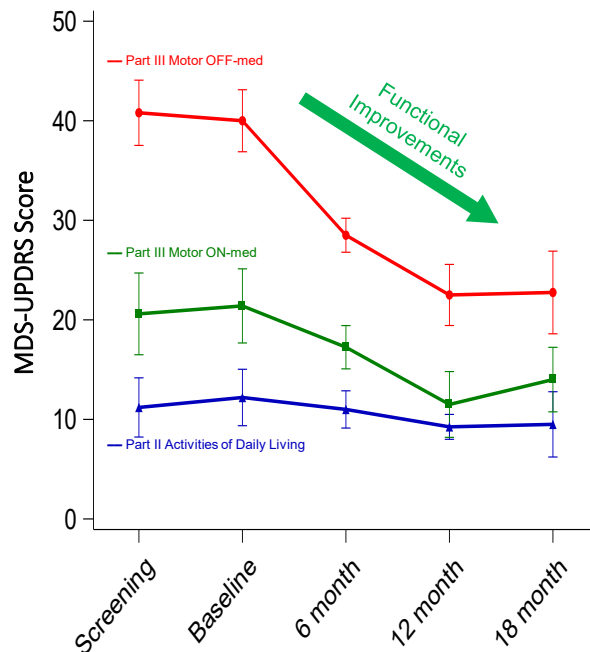 50
Part III Motor OFF-med
Functional
Improvements
40
MDS-UPDRS Score
30
Part III Motor ON-med
20
10
Part II Activities of Daily Living
0
Screening
Baseline
6 month
12 month
18 month